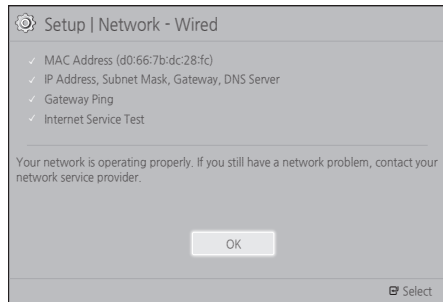 Setup | Network - Wired
MAC Address (d0:66:7b:dc:28:fc)
IP Address, Subnet Mask, Gateway, DNS Server
Gateway Ping
Internet Service Test
Your network is operating properly. If you still have a network problem, contact your
network service provider.
OK
Select